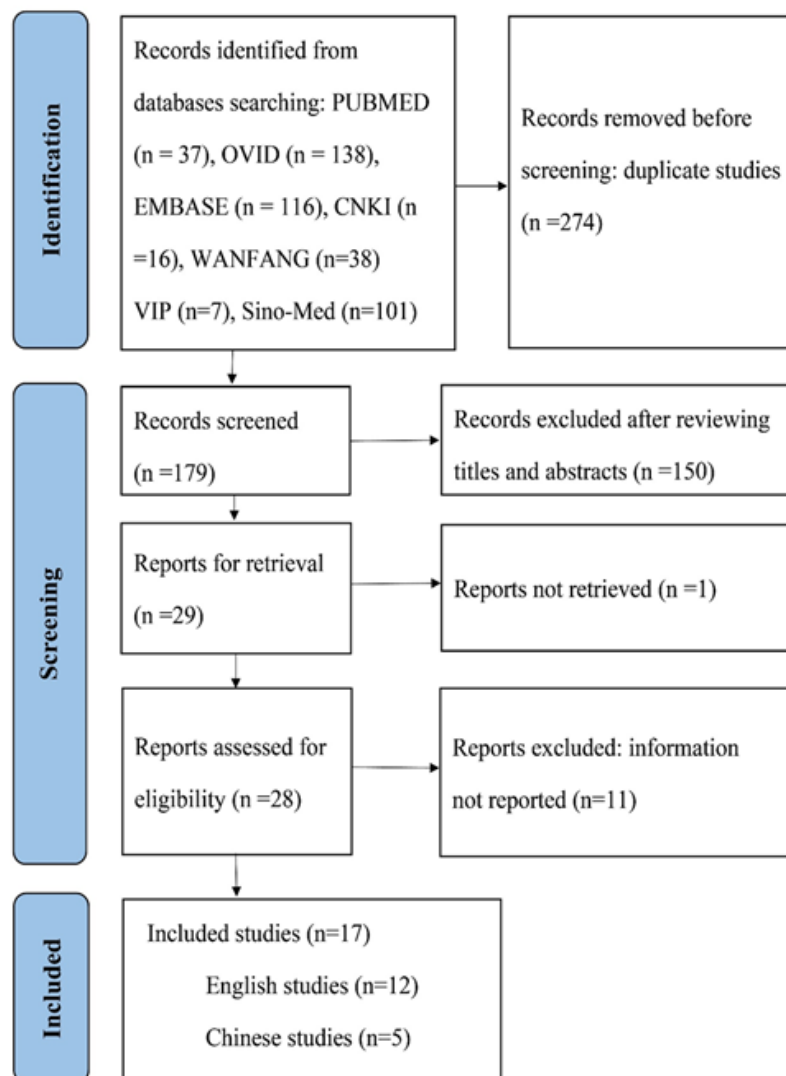 Identification
Records identified from
databases searching: PUBMED
(n = 37), OVID (n = 138),
EMBASE (n = 116), CNKI (n
=16), WANFANG (n=38)
VIP (n=7), Sino-Med (n=101)
Records removed before
screening: duplicate studies
(n =274)
Screening
Records screened
(n =179)
Records excluded after reviewing
titles and abstracts (n =150)
Reports for retrieval
(n =29)
Reports not retrieved (n =1)
Reports assessed for
eligibility (n =28)
Reports excluded: information
not reported (n=11)
Included
Included studies (n=17)
English studies (n=12)
Chinese studies (n=5)